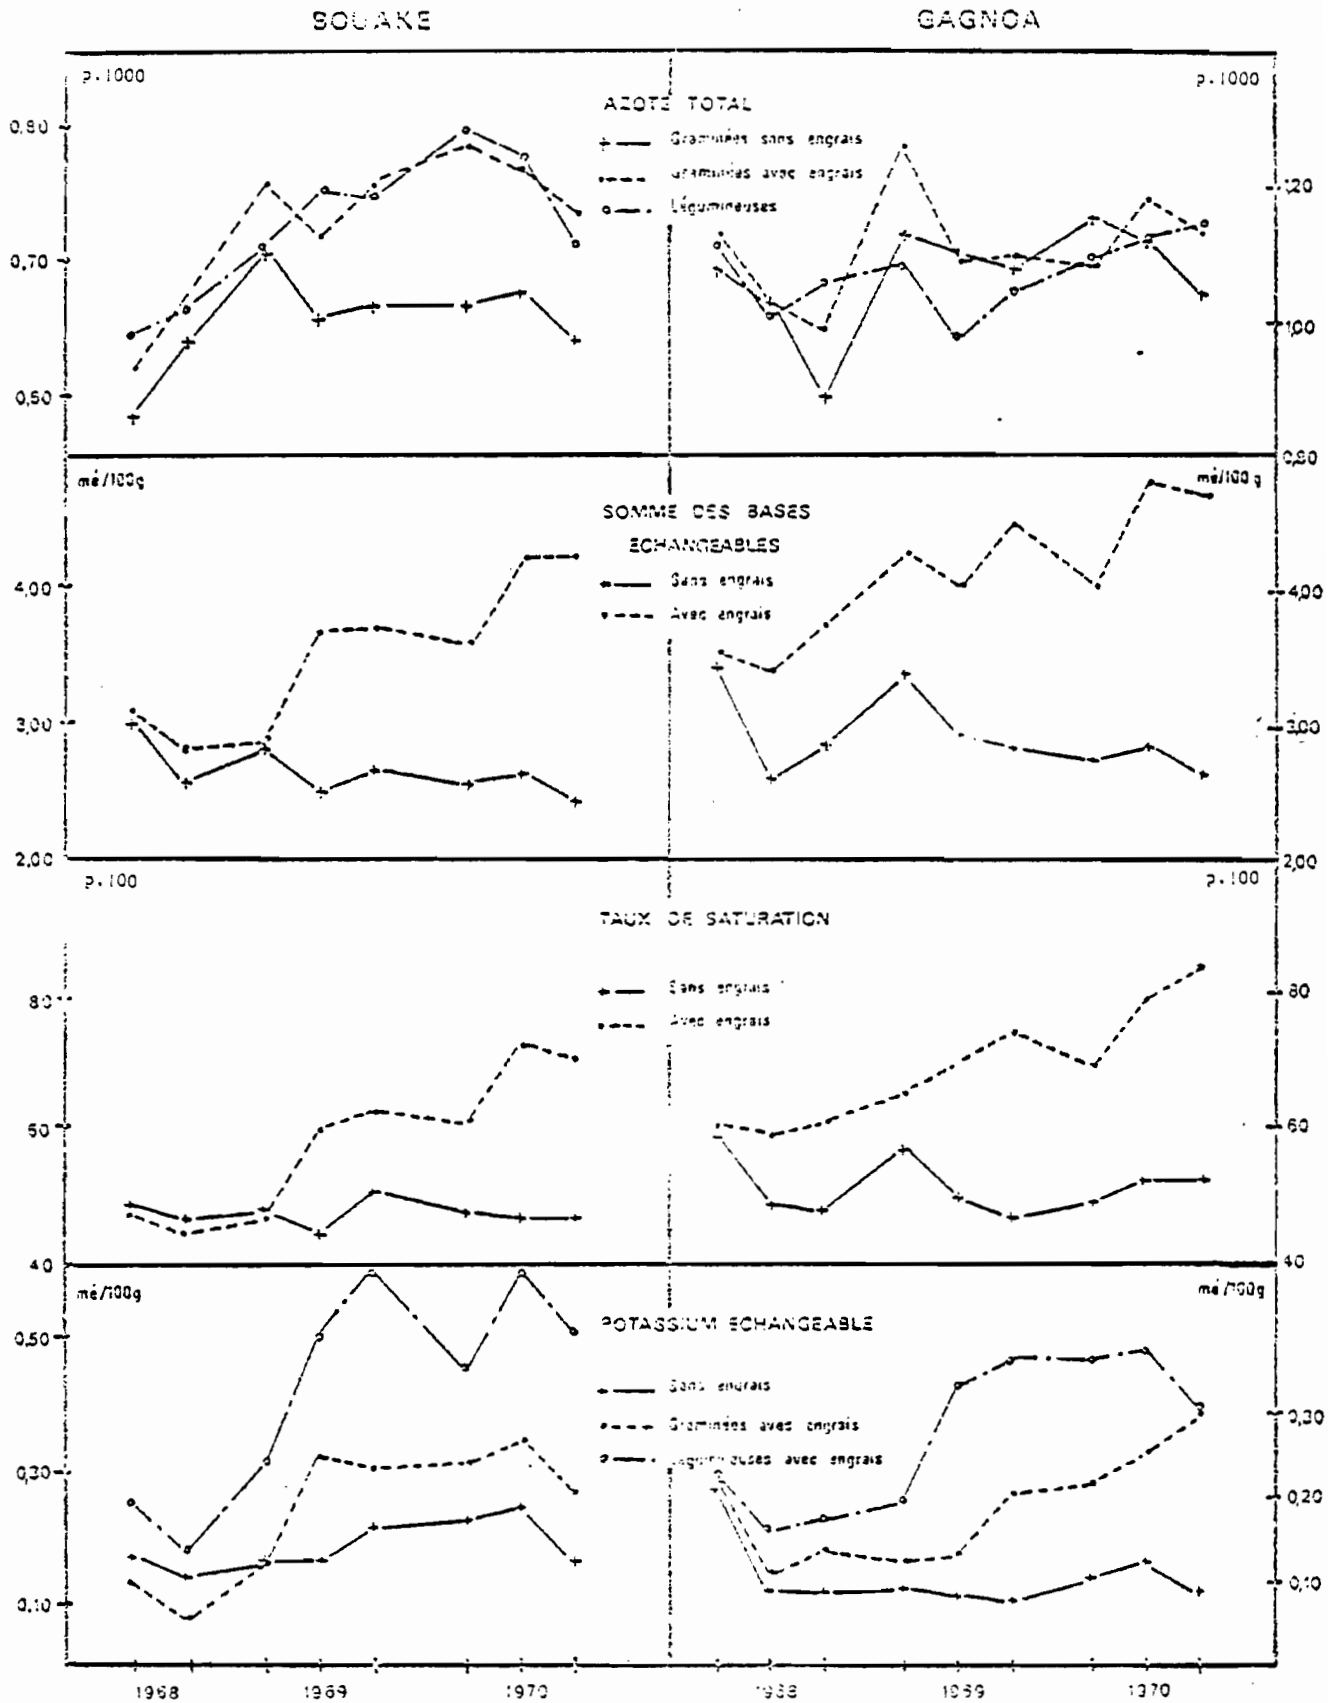 BOUAKE
GAGNOA
p.1000
p.1000
AZOTE TOTAL
Graminées sans engrais
Graminées avec engrais
Légumineuses
0,80
0,70
0,50
1,20
1,00
0,80
mé/100g
mé/100g
SOMME DES BASES
ECHANGEABLES
Sans engrais
Avec engrais
4,00
3,00
2,00
4,00
3,00
2,00
p.100
p.100
TAUX DE SATURATION
Sans engrais
Avec engrais
80
60
40
80
60
40
mé/100g
mé/100g
POTASSIUM ECHANGEABLE
Sans engrais
Graminées avec engrais
Légumineuses avec engrais
0,50
0,30
0,10
0,30
0,20
0,10
1968
1969
1970
1968
1969
1970